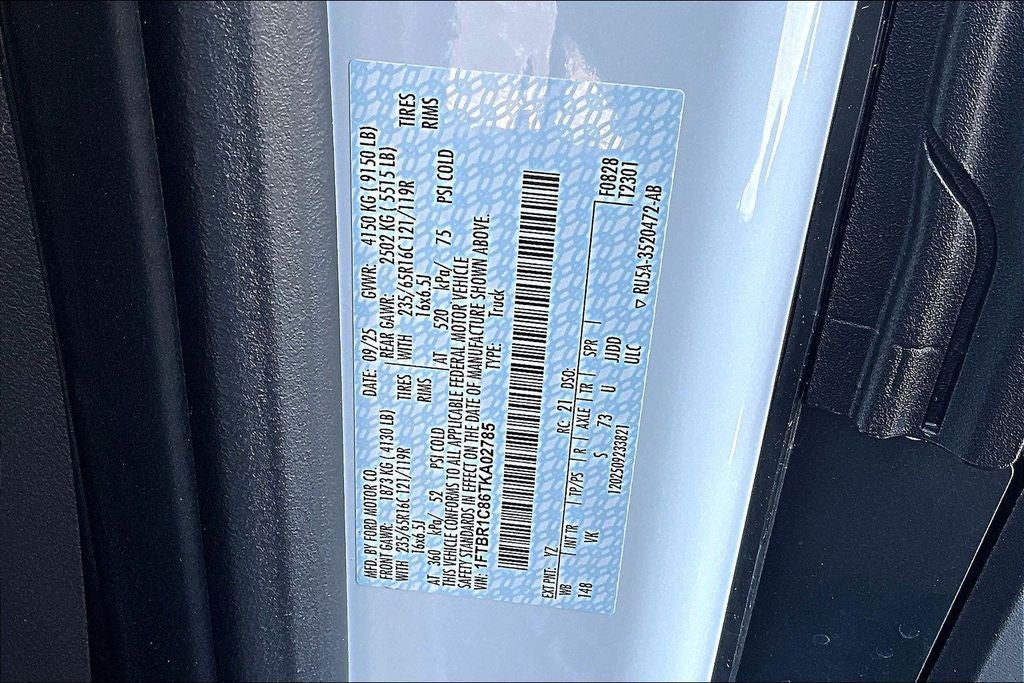 MFD. BY FORD MOTOR CO. DATE: 09/25 GVWR: 4150 KG ( 9150 LB)
FRONT GAWR: 1873 KG ( 4130 LB) REAR GAWR: 2502 KG ( 5515 LB)
WITH 235/65R16C 121/119R TIRES WITH 235/65R16C 121/119R TIRES
16x6.5J RIMS 16x6.5J RIMS
AT 360 kPa/ 52 PSI COLD AT 520 kPa/ 75 PSI COLD
THIS VEHICLE CONFORMS TO ALL APPLICABLE FEDERAL MOTOR VEHICLE
SAFETY STANDARDS IN EFFECT ON THE DATE OF MANUFACTURE SHOWN ABOVE.
VIN: 1FTBR1C86TKA02785 TYPE: Truck
EXT PNT: YZ RC: 21 DSO: F0828
WB INT TR TP/PS R AXLE TR SPR T2301
148 VK S 73 U JJDD
120250923382 1 ULC ▽ RU5A-3520472-AB